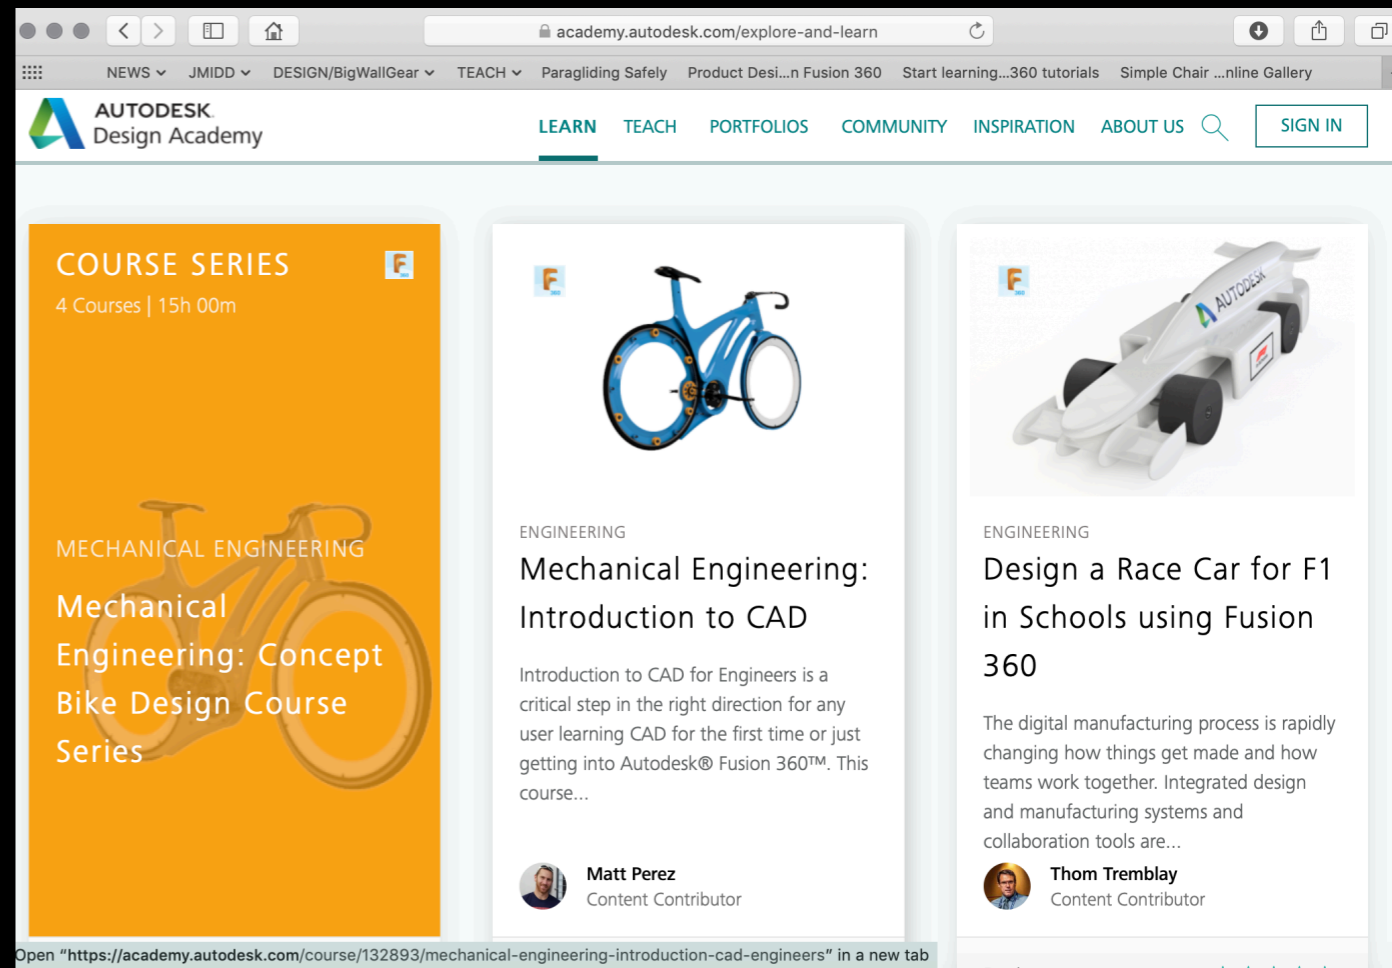 academy.autodesk.com/explore-and-learn
NEWS JMIDD DESIGN/BigWallGear TEACH Paragliding Safely Product Desi...n Fusion 360 Start learning...360 tutorials Simple Chair ...nline Gallery
AUTODESK.
Design Academy
LEARN TEACH PORTFOLIOS COMMUNITY INSPIRATION ABOUT US SIGN IN
COURSE SERIES
4 Courses | 15h 00m
F
360
MECHANICAL ENGINEERING
Mechanical
Engineering: Concept
Bike Design Course
Series
F
360
ENGINEERING
Mechanical Engineering:
Introduction to CAD
Introduction to CAD for Engineers is a
critical step in the right direction for any
user learning CAD for the first time or just
getting into Autodesk® Fusion 360™. This
course...
Matt Perez
Content Contributor
F
360
AUTODESK
ENGINEERING
Design a Race Car for F1
in Schools using Fusion
360
The digital manufacturing process is rapidly
changing how things get made and how
teams work together. Integrated design
and manufacturing systems and
collaboration tools are...
Thom Tremblay
Content Contributor
Open “https://academy.autodesk.com/course/132893/mechanical-engineering-introduction-cad-engineers” in a new tab